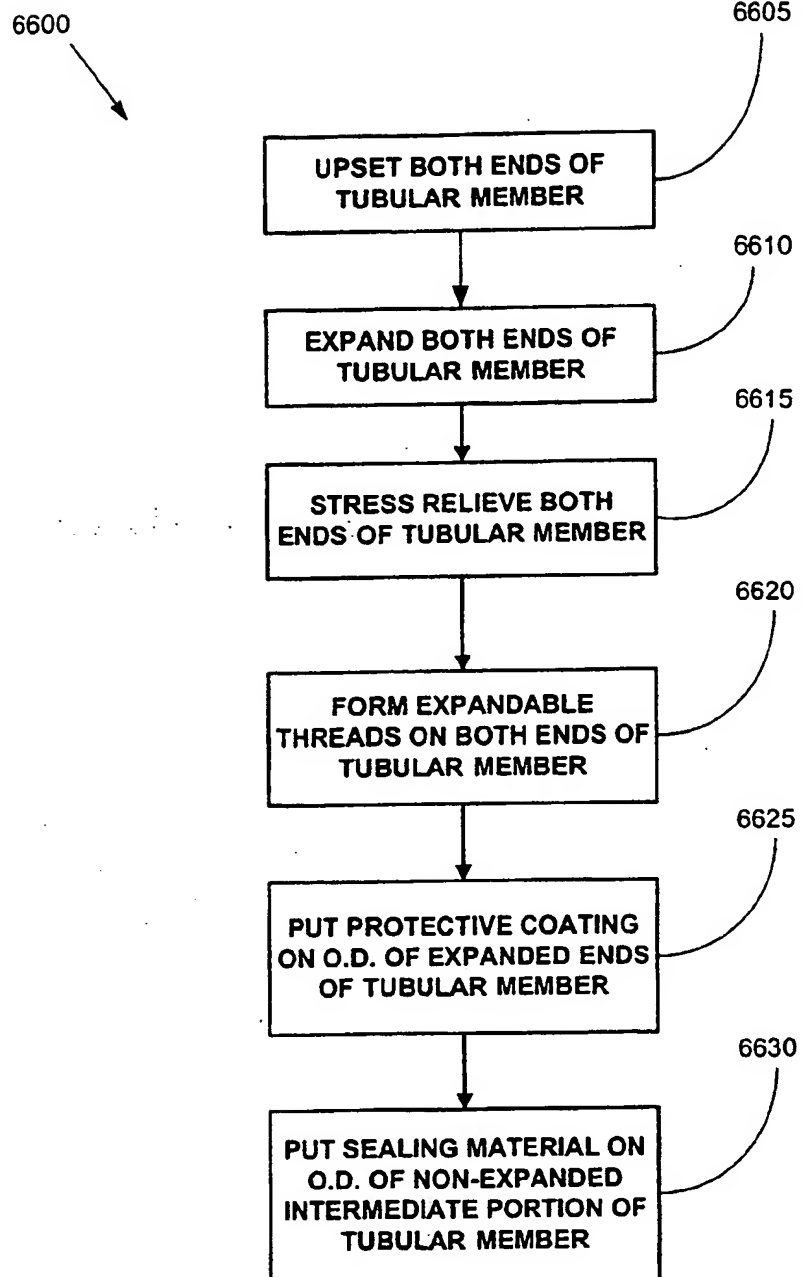 6600
6605
UPSET BOTH ENDS OF
TUBULAR MEMBER
6610
EXPAND BOTH ENDS OF
TUBULAR MEMBER
6615
STRESS RELIEVE BOTH
ENDS OF TUBULAR MEMBER
6620
FORM EXPANDABLE
THREADS ON BOTH ENDS OF
TUBULAR MEMBER
6625
PUT PROTECTIVE COATING
ON O.D. OF EXPANDED ENDS
OF TUBULAR MEMBER
6630
PUT SEALING MATERIAL ON
O.D. OF NON-EXPANDED
INTERMEDIATE PORTION OF
TUBULAR MEMBER